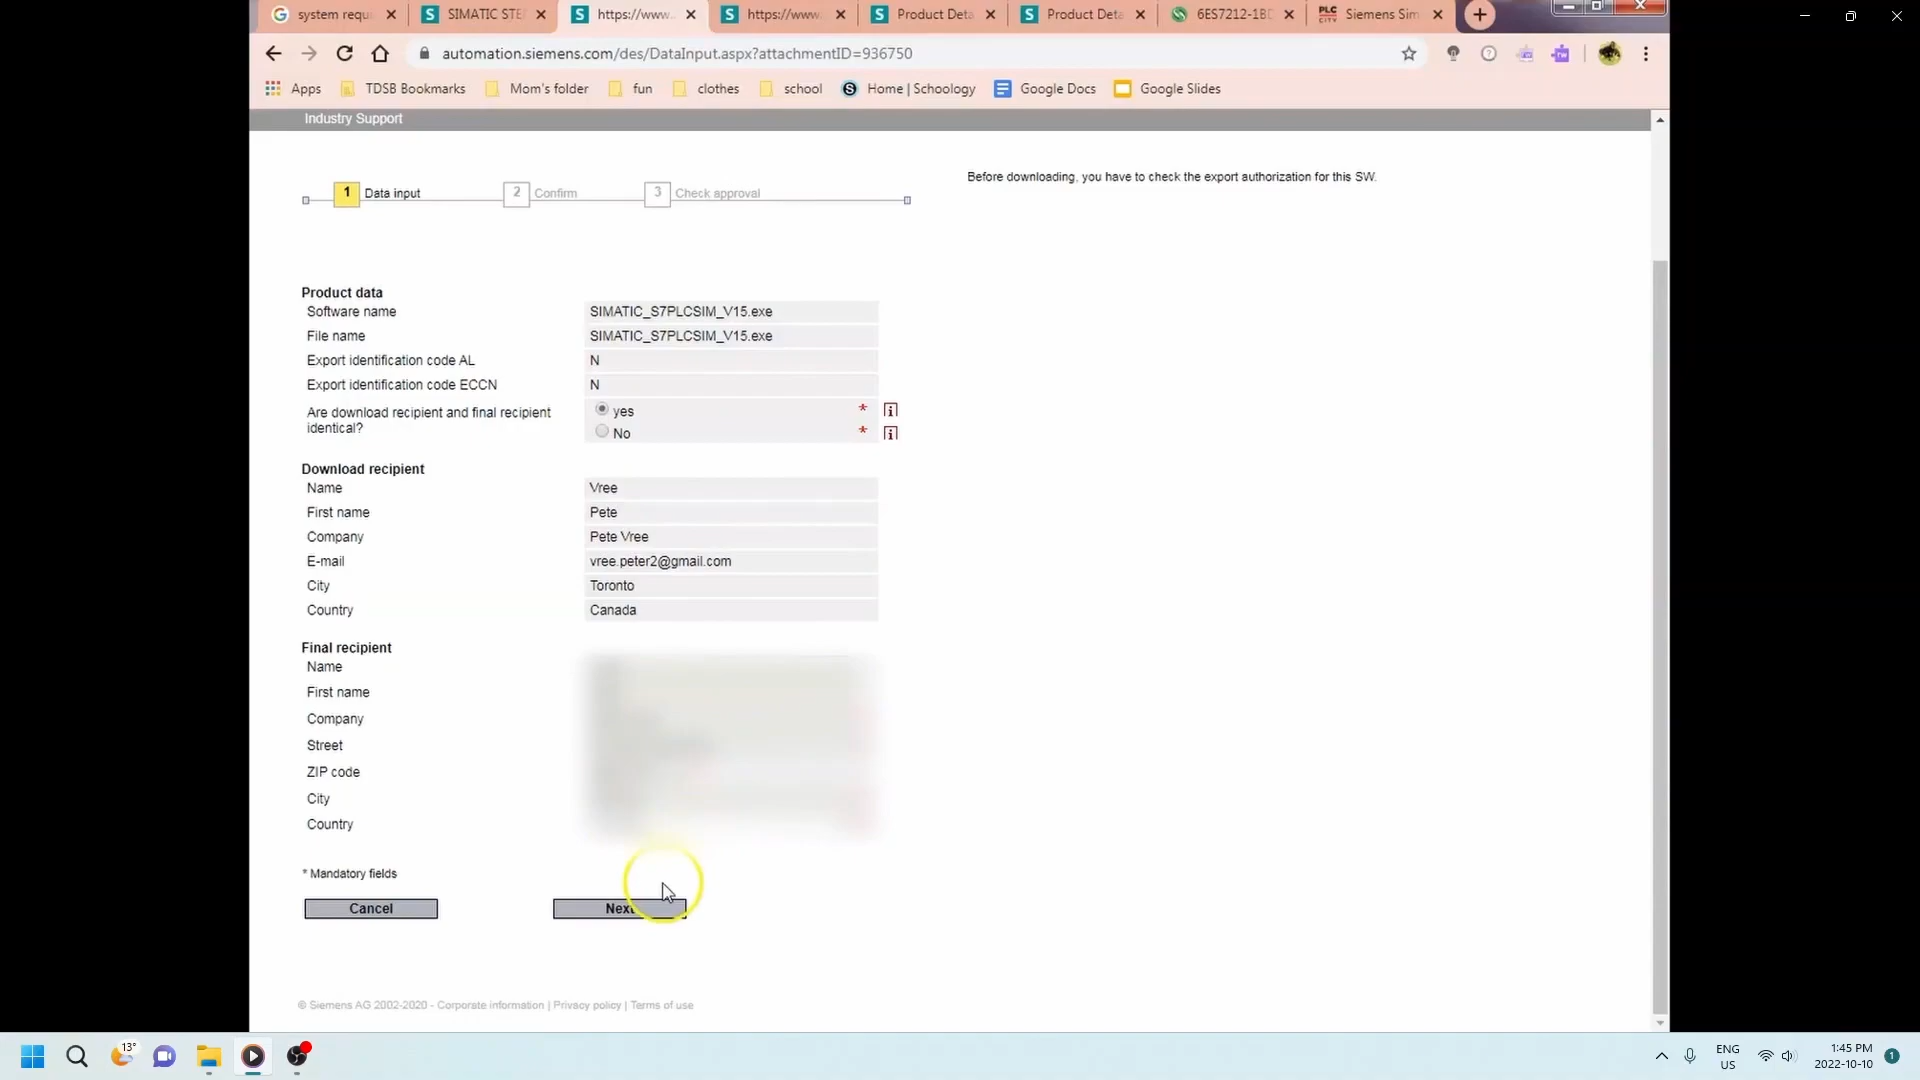 system requ
SIMATIC STE
https://www.
https://www.
Product Deta
Product Deta
6ES7212-1BD
PLC CITY
Siemens Sim
automation.siemens.com/des/DataInput.aspx?attachmentID=936750
Apps
TDSB Bookmarks
Mom's folder
fun
clothes
school
Home | Schoology
Google Docs
Google Slides
Industry Support
1 Data input
2 Confirm
3 Check approval
Before downloading, you have to check the export authorization for this SW.
Product data
Software name SIMATIC_S7PLCSIM_V15.exe
File name SIMATIC_S7PLCSIM_V15.exe
Export identification code AL N
Export identification code ECCN N
Are download recipient and final recipient
identical?
yes *
No *
Download recipient
Name Vree
First name Pete
Company Pete Vree
E-mail vree.peter2@gmail.com
City Toronto
Country Canada
Final recipient
Name
First name
Company
Street
ZIP code
City
Country
* Mandatory fields
Cancel
Next
© Siemens AG 2002-2020 - Corporate information | Privacy policy | Terms of use
13°
ENG
US
1:45 PM
2022-10-10
1